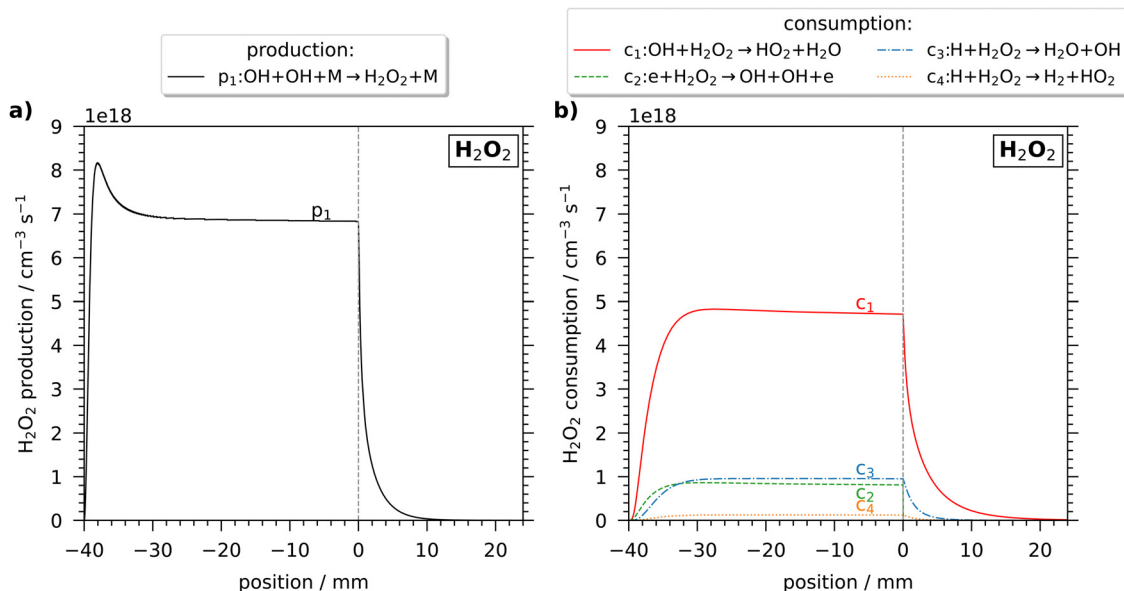 production:
p₁:OH+OH+M→H₂O₂+M
consumption:
c₁:OH+H₂O₂→HO₂+H₂O
c₂:e+H₂O₂→OH+OH+e
c₃:H+H₂O₂→H₂O+OH
c₄:H+H₂O₂→H₂+HO₂
a)
1e18
H₂O₂
p₁
H₂O₂ production / cm⁻³ s⁻¹
9
8
7
6
5
4
3
2
1
0
−40 −30 −20 −10 0 10 20
position / mm
b)
1e18
H₂O₂
c₁
c₃
c₂
c₄
H₂O₂ consumption / cm⁻³ s⁻¹
9
8
7
6
5
4
3
2
1
0
−40 −30 −20 −10 0 10 20
position / mm